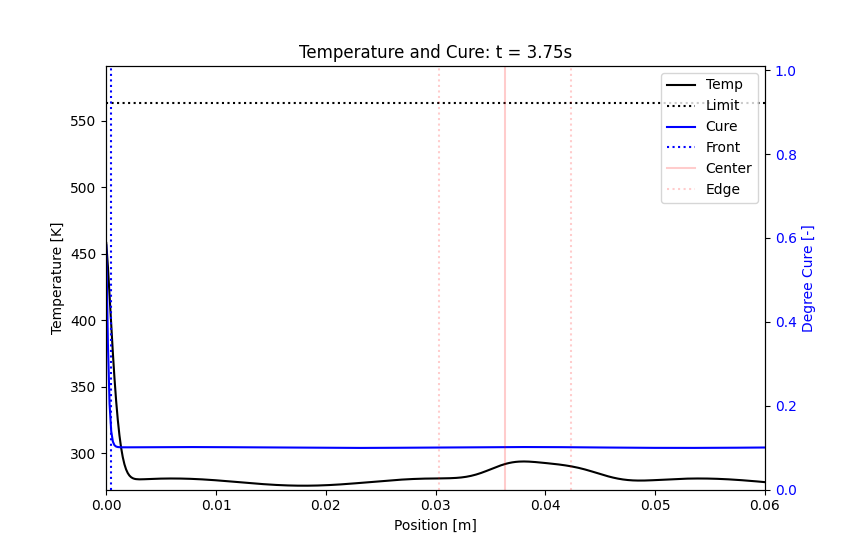 Temperature and Cure: t = 3.75s
Temperature [K]
550
500
450
400
350
300
Temp
Limit
Cure
Front
Center
Edge
1.0
0.8
0.6
0.4
0.2
0.0
Degree Cure [-]
0.00
0.01
0.02
0.03
0.04
0.05
0.06
Position [m]